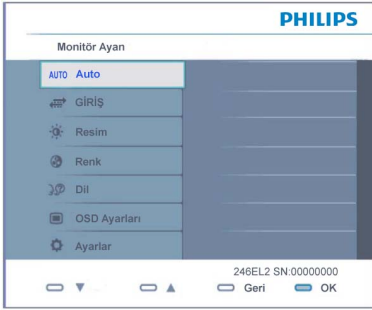 PHILIPS
Monitör Ayarı
AUTO Auto
GİRİŞ
Resim
Renk
Dil
OSD Ayarları
Ayarlar
246EL2 SN:00000000
▼ ▲ Geri OK